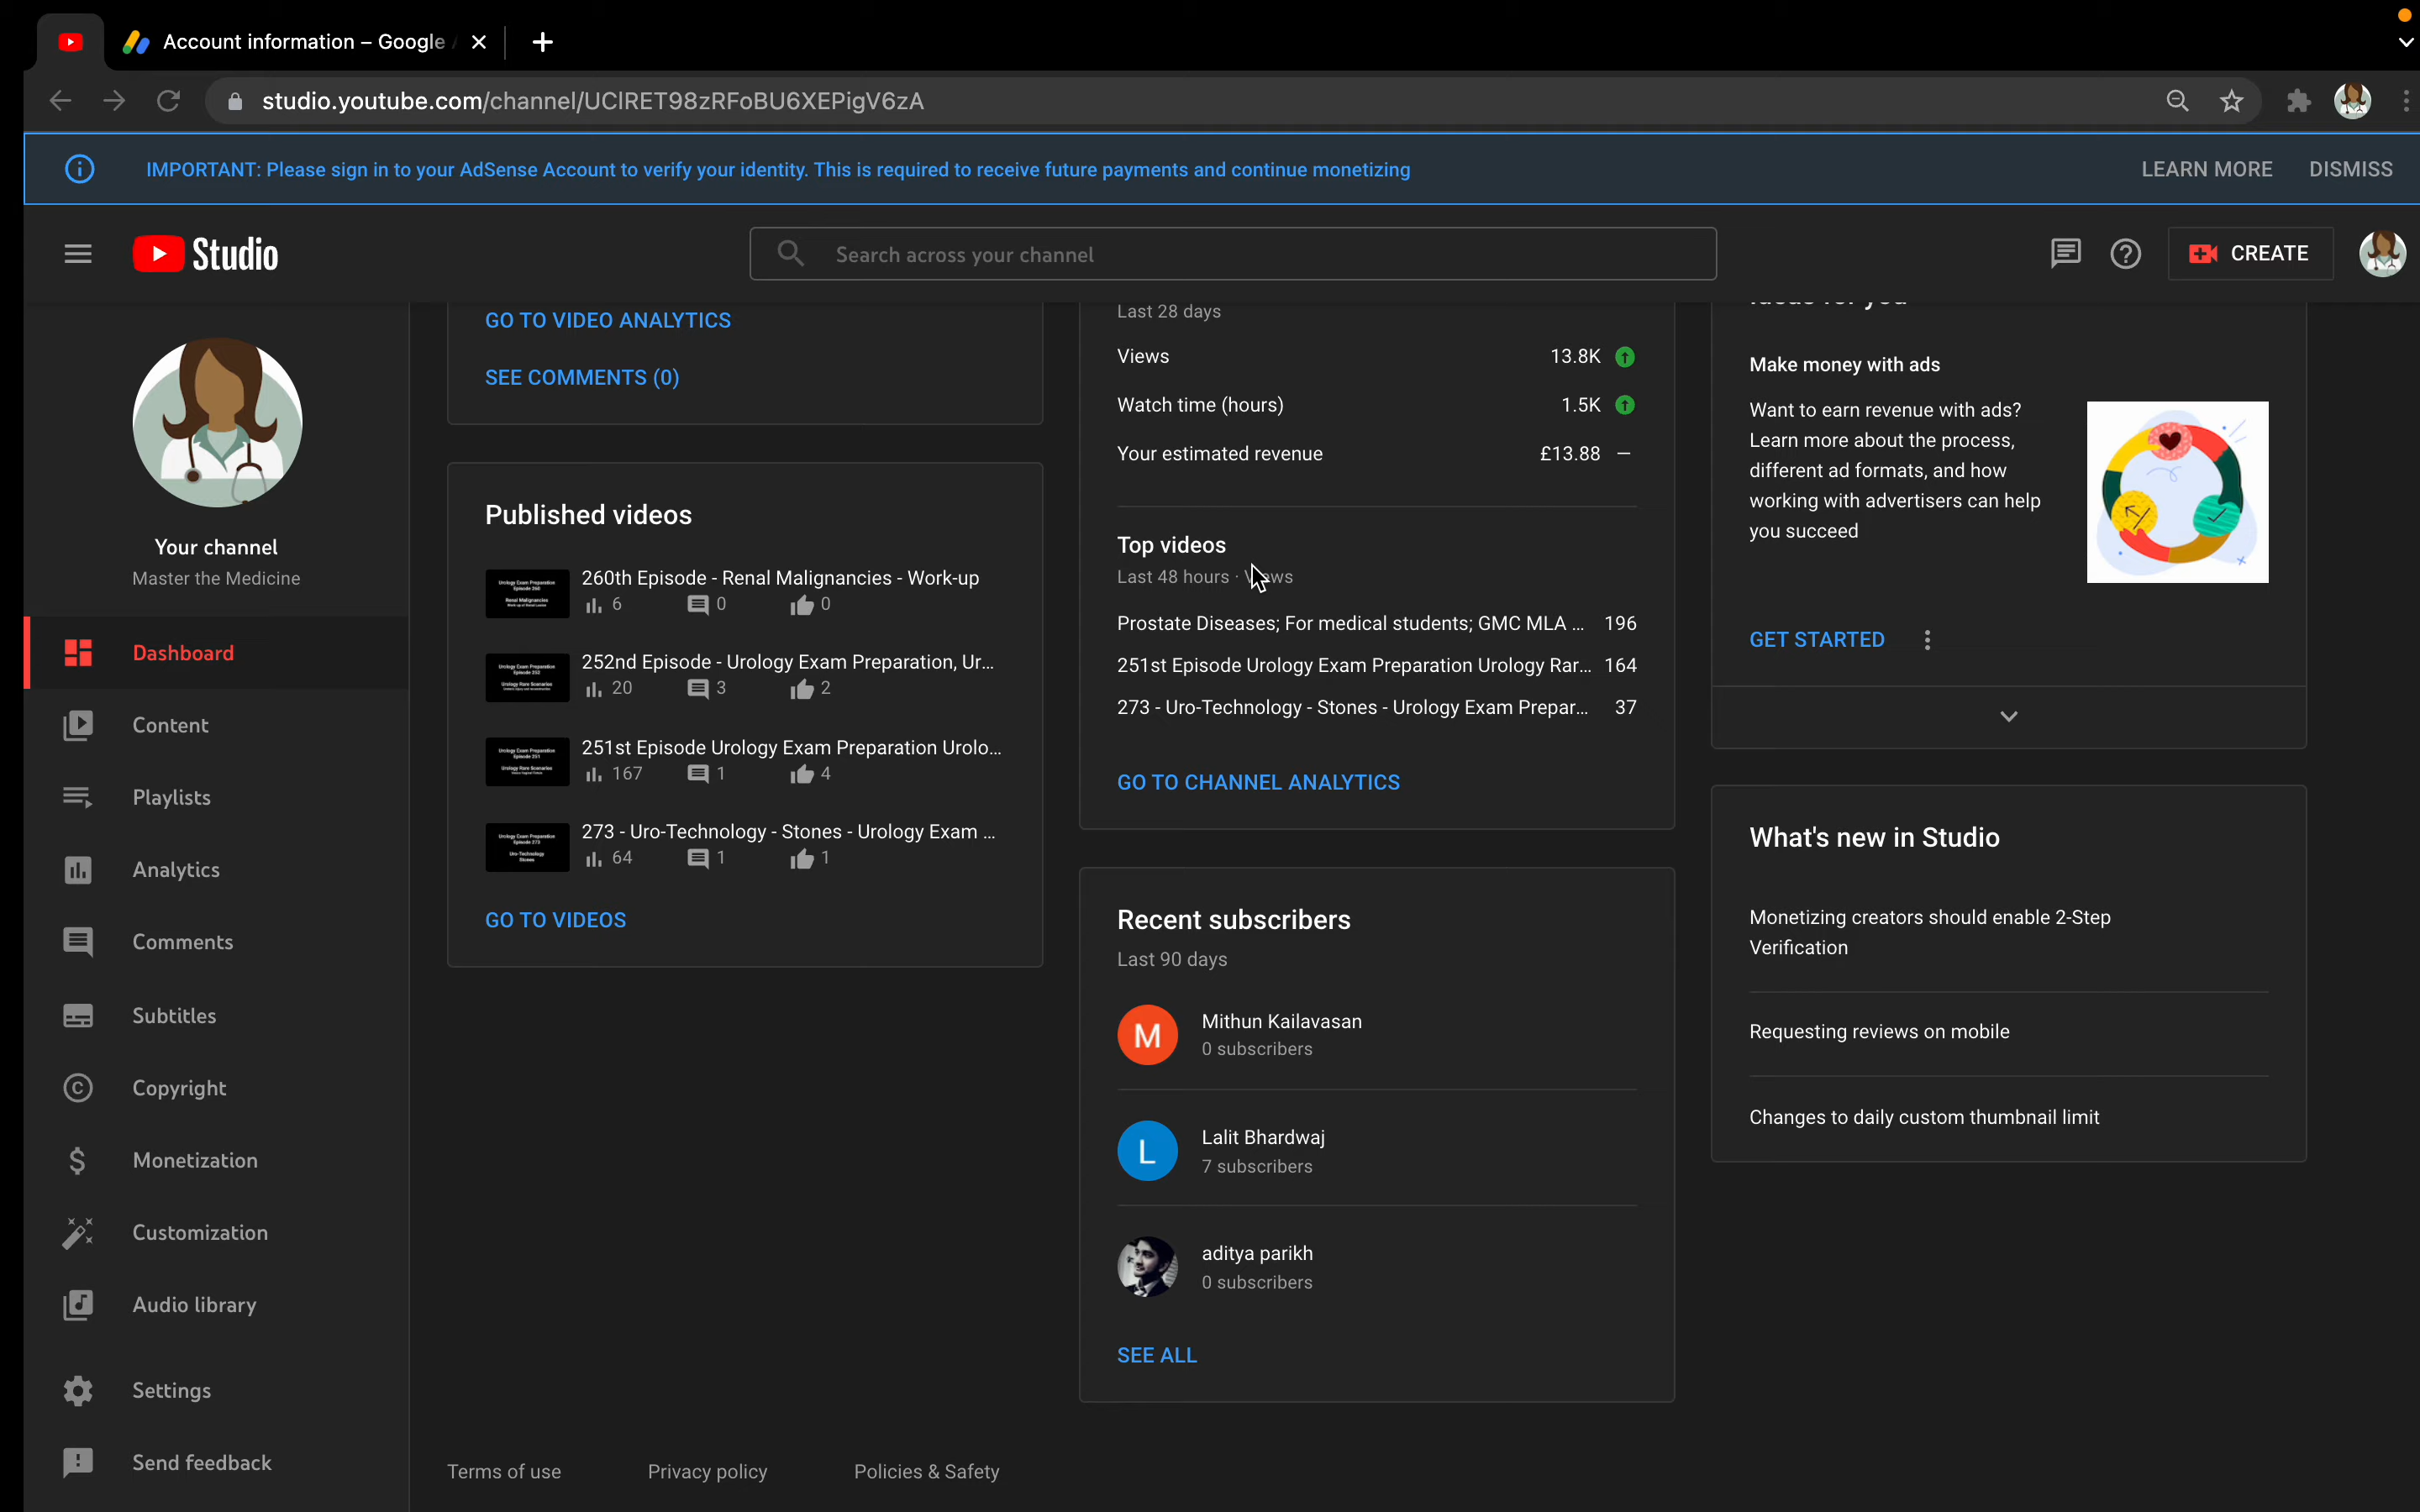 Account information – Google
studio.youtube.com/channel/UCIRET98zRFoBU6XEPigV6zA
IMPORTANT: Please sign in to your AdSense Account to verify your identity. This is required to receive future payments and continue monetizing
LEARN MORE
DISMISS
Studio
Search across your channel
CREATE
Your channel
Master the Medicine
Dashboard
Content
Playlists
Analytics
Comments
Subtitles
Copyright
Monetization
Customization
Audio library
Settings
Send feedback
GO TO VIDEO ANALYTICS
SEE COMMENTS (0)
Published videos
260th Episode - Renal Malignancies - Work-up
6 0 0
252nd Episode - Urology Exam Preparation, Ur...
20 3 2
251st Episode Urology Exam Preparation Urolo...
167 1 4
273 - Uro-Technology - Stones - Urology Exam ...
64 1 1
GO TO VIDEOS
Last 28 days
Views 13.8K
Watch time (hours) 1.5K
Your estimated revenue £13.88 —
Top videos
Last 48 hours · Views
Prostate Diseases; For medical students; GMC MLA ... 196
251st Episode Urology Exam Preparation Urology Rar... 164
273 - Uro-Technology - Stones - Urology Exam Prepar... 37
GO TO CHANNEL ANALYTICS
Recent subscribers
Last 90 days
M
Mithun Kailavasan
0 subscribers
L
Lalit Bhardwaj
7 subscribers
aditya parikh
0 subscribers
SEE ALL
Ideas for you
Make money with ads
Want to earn revenue with ads?
Learn more about the process,
different ad formats, and how
working with advertisers can help
you succeed
GET STARTED
What's new in Studio
Monetizing creators should enable 2-Step
Verification
Requesting reviews on mobile
Changes to daily custom thumbnail limit
Terms of use
Privacy policy
Policies & Safety